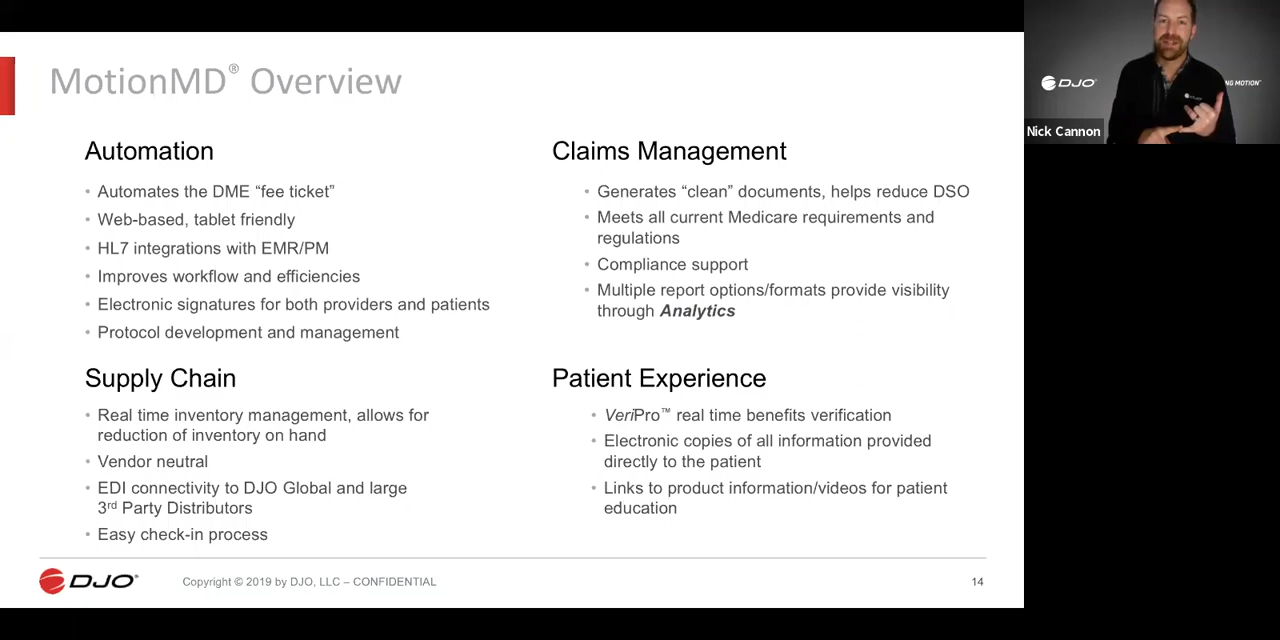 MotionMD® Overview
Automation
• Automates the DME “fee ticket”
• Web-based, tablet friendly
• HL7 integrations with EMR/PM
• Improves workflow and efficiencies
• Electronic signatures for both providers and patients
• Protocol development and management
Claims Management
• Generates “clean” documents, helps reduce DSO
• Meets all current Medicare requirements and
regulations
• Compliance support
• Multiple report options/formats provide visibility
through Analytics
Supply Chain
• Real time inventory management, allows for
reduction of inventory on hand
• Vendor neutral
• EDI connectivity to DJO Global and large
3rd Party Distributors
• Easy check-in process
Patient Experience
• VeriPro™ real time benefits verification
• Electronic copies of all information provided
directly to the patient
• Links to product information/videos for patient
education
DJO®
Copyright © 2019 by DJO, LLC – CONFIDENTIAL
14
DJO®
NG MOTION™
DJO
Nick Cannon